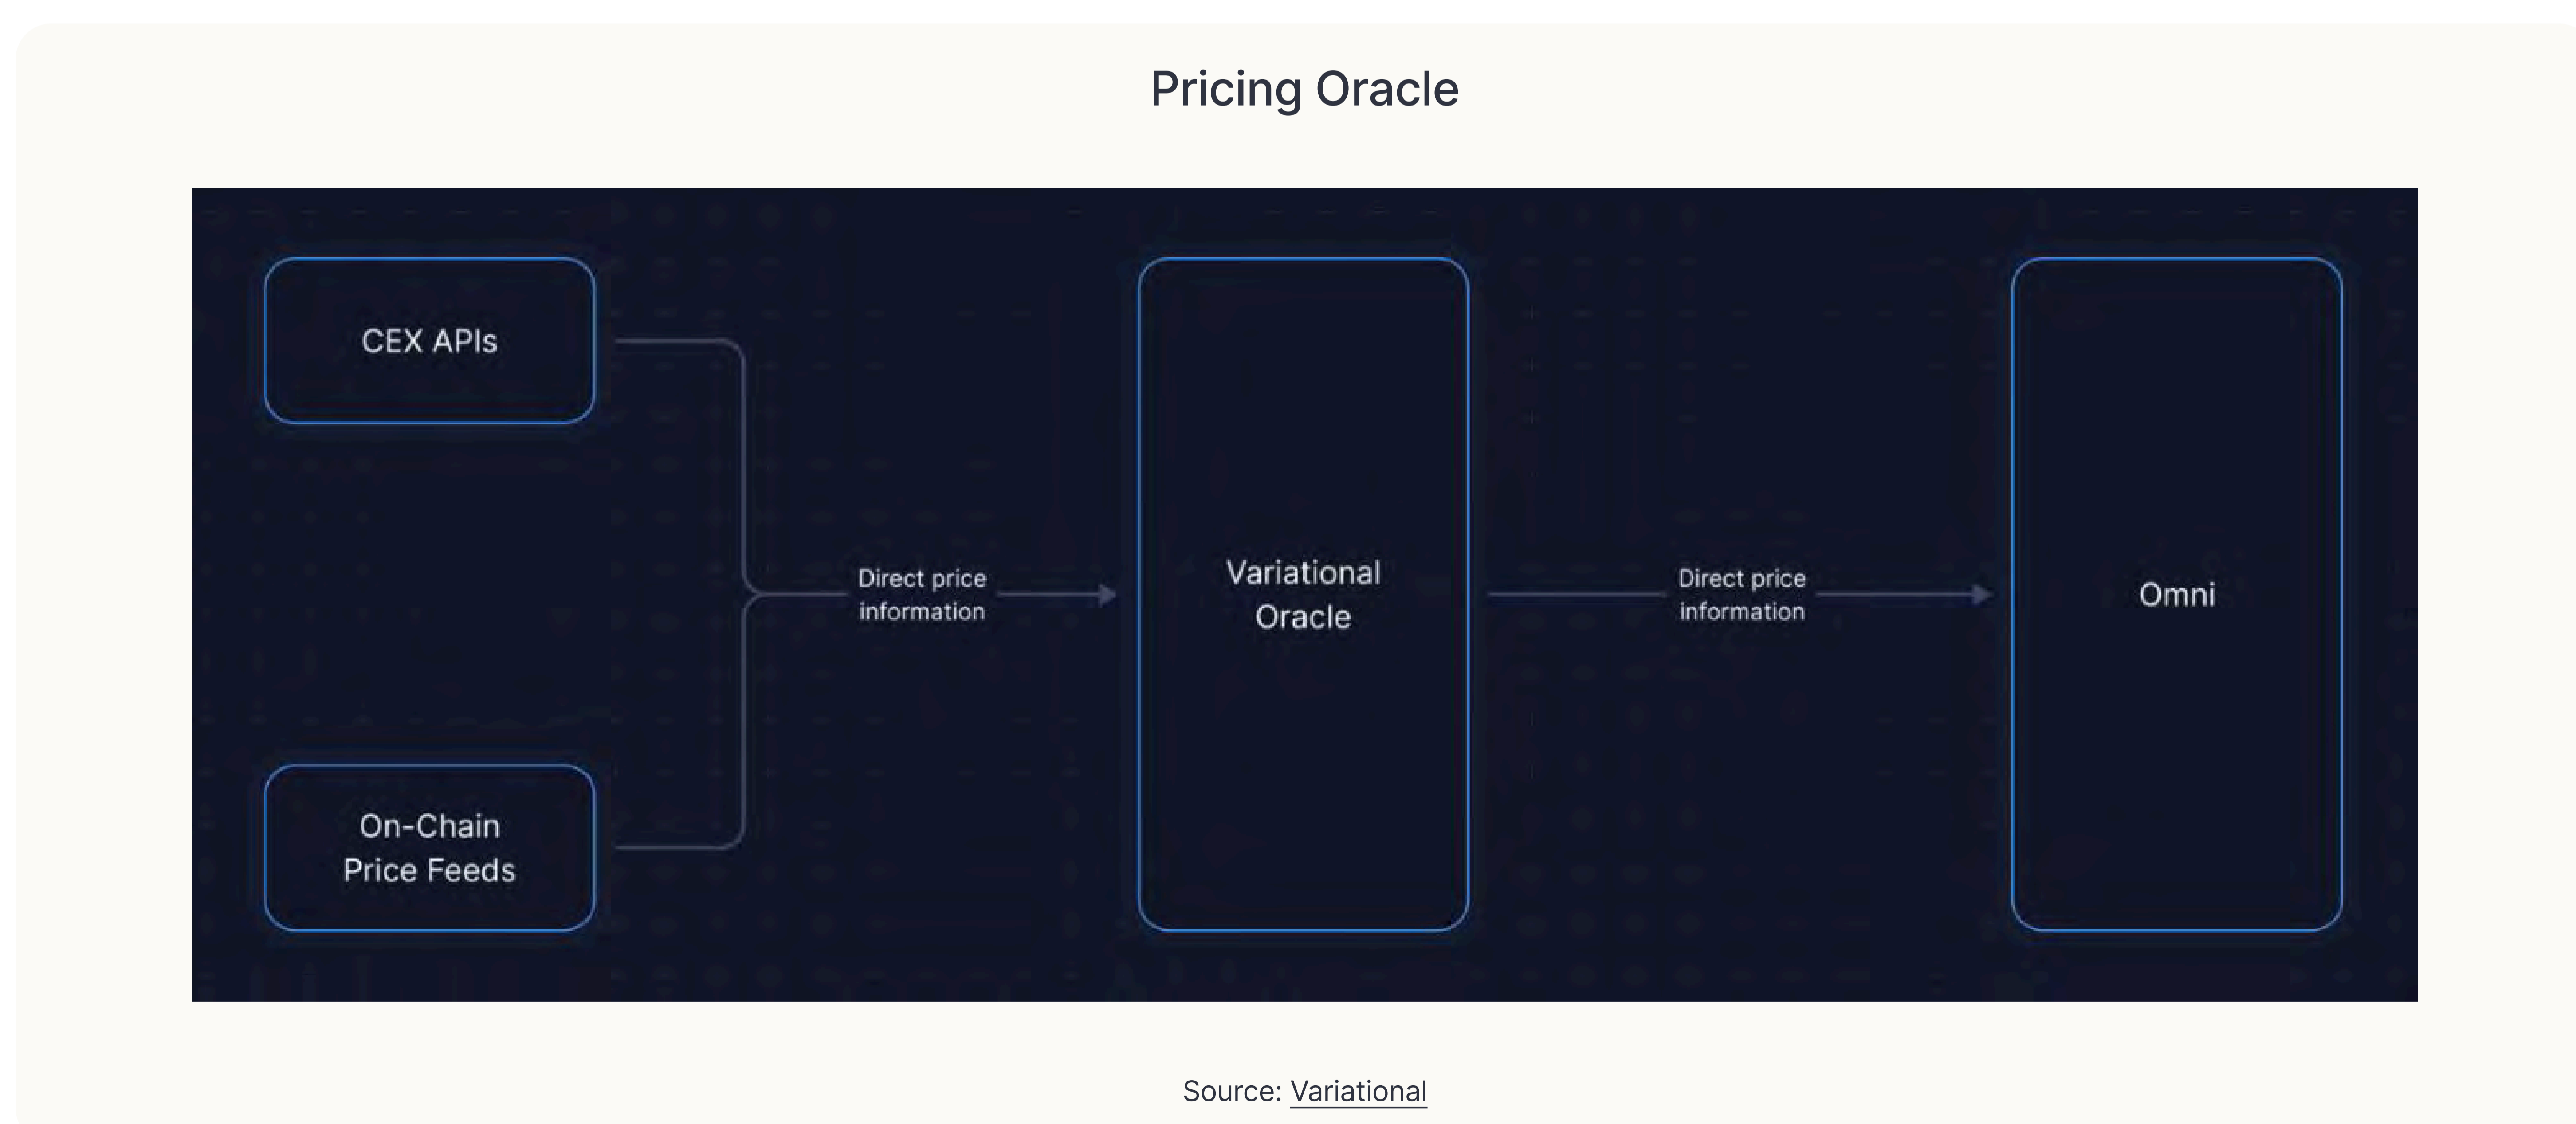 Pricing Oracle
CEX APIs
On-Chain
Price Feeds
Direct price
information
Variational
Oracle
Direct price
information
Omni
Source: Variational